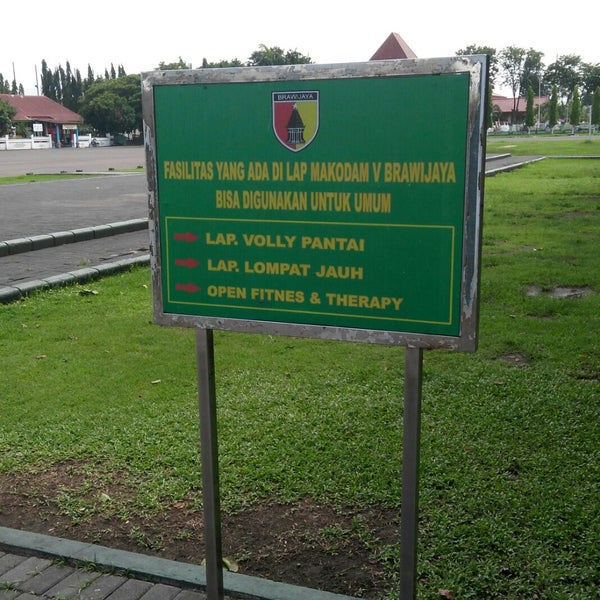 BRAWIJAYA
FASILITAS YANG ADA DI LAP MAKODAM V BRAWIJAYA
BISA DIGUNAKAN UNTUK UMUM
LAP. VOLLY PANTAI
LAP. LOMPAT JAUH
OPEN FITNES & THERAPY